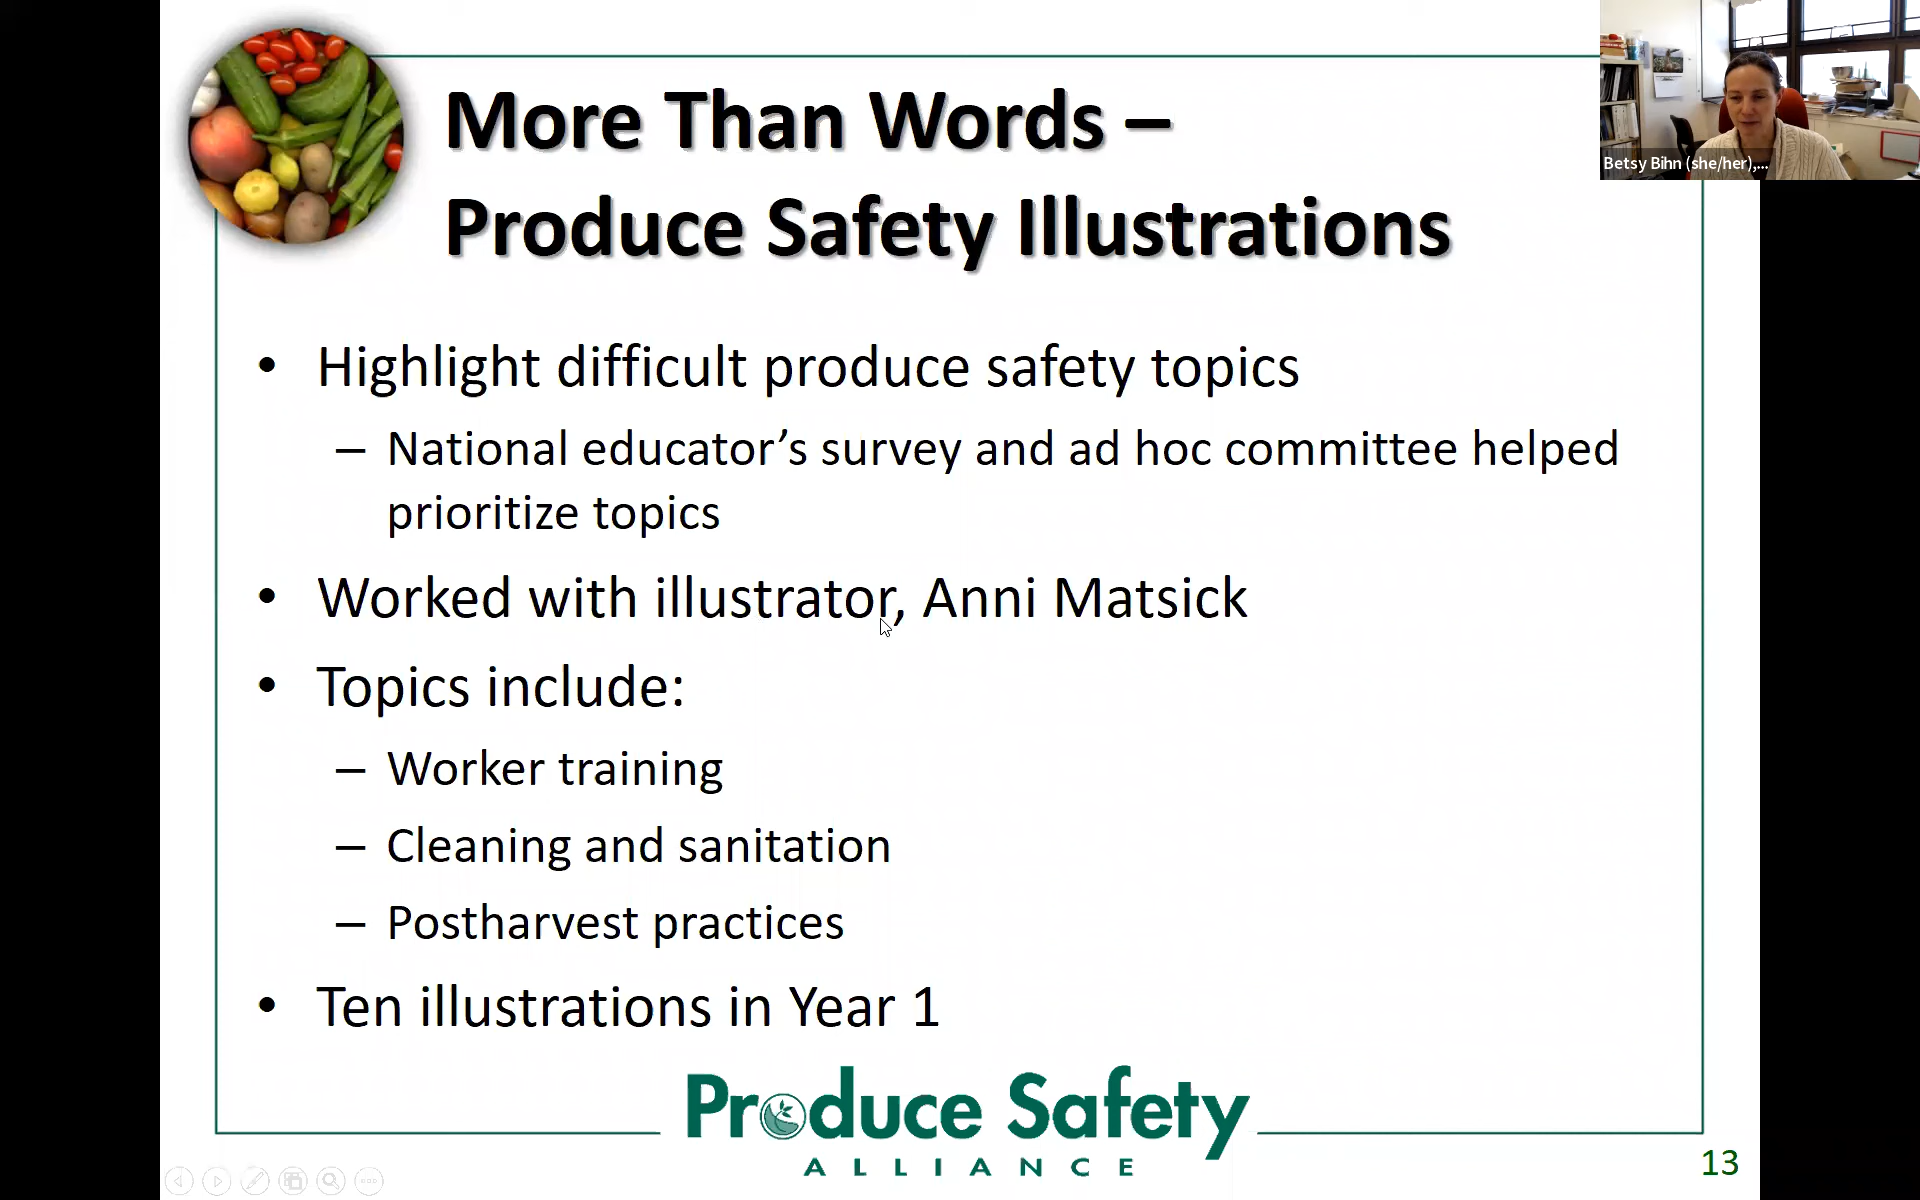 More Than Words –
Produce Safety Illustrations
Betsy Bihn (she/her),...
• Highlight difficult produce safety topics
– National educator’s survey and ad hoc committee helped
prioritize topics
• Worked with illustrator, Anni Matsick
• Topics include:
– Worker training
– Cleaning and sanitation
– Postharvest practices
• Ten illustrations in Year 1
Produce Safety
ALLIANCE
13